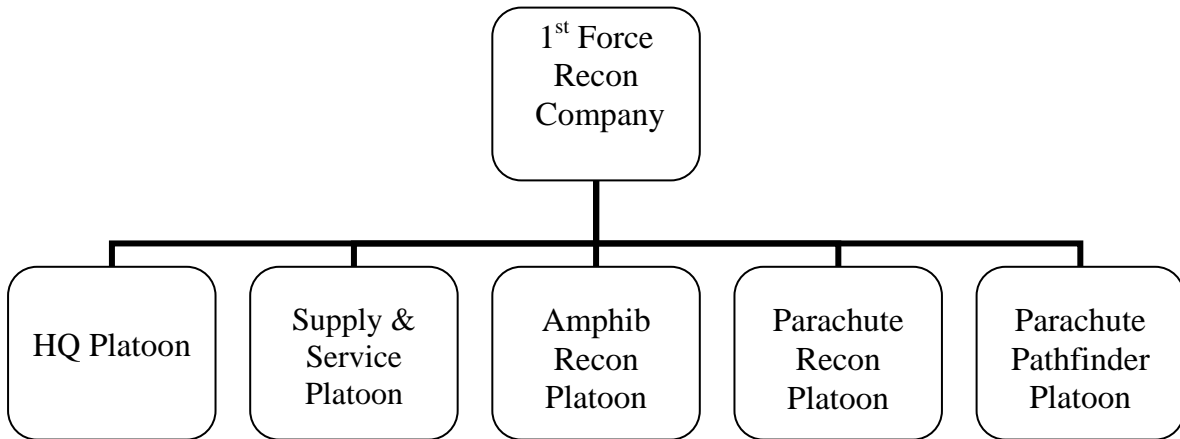 1st Force
Recon
Company
HQ Platoon
Supply &
Service
Platoon
Amphib
Recon
Platoon
Parachute
Recon
Platoon
Parachute
Pathfinder
Platoon